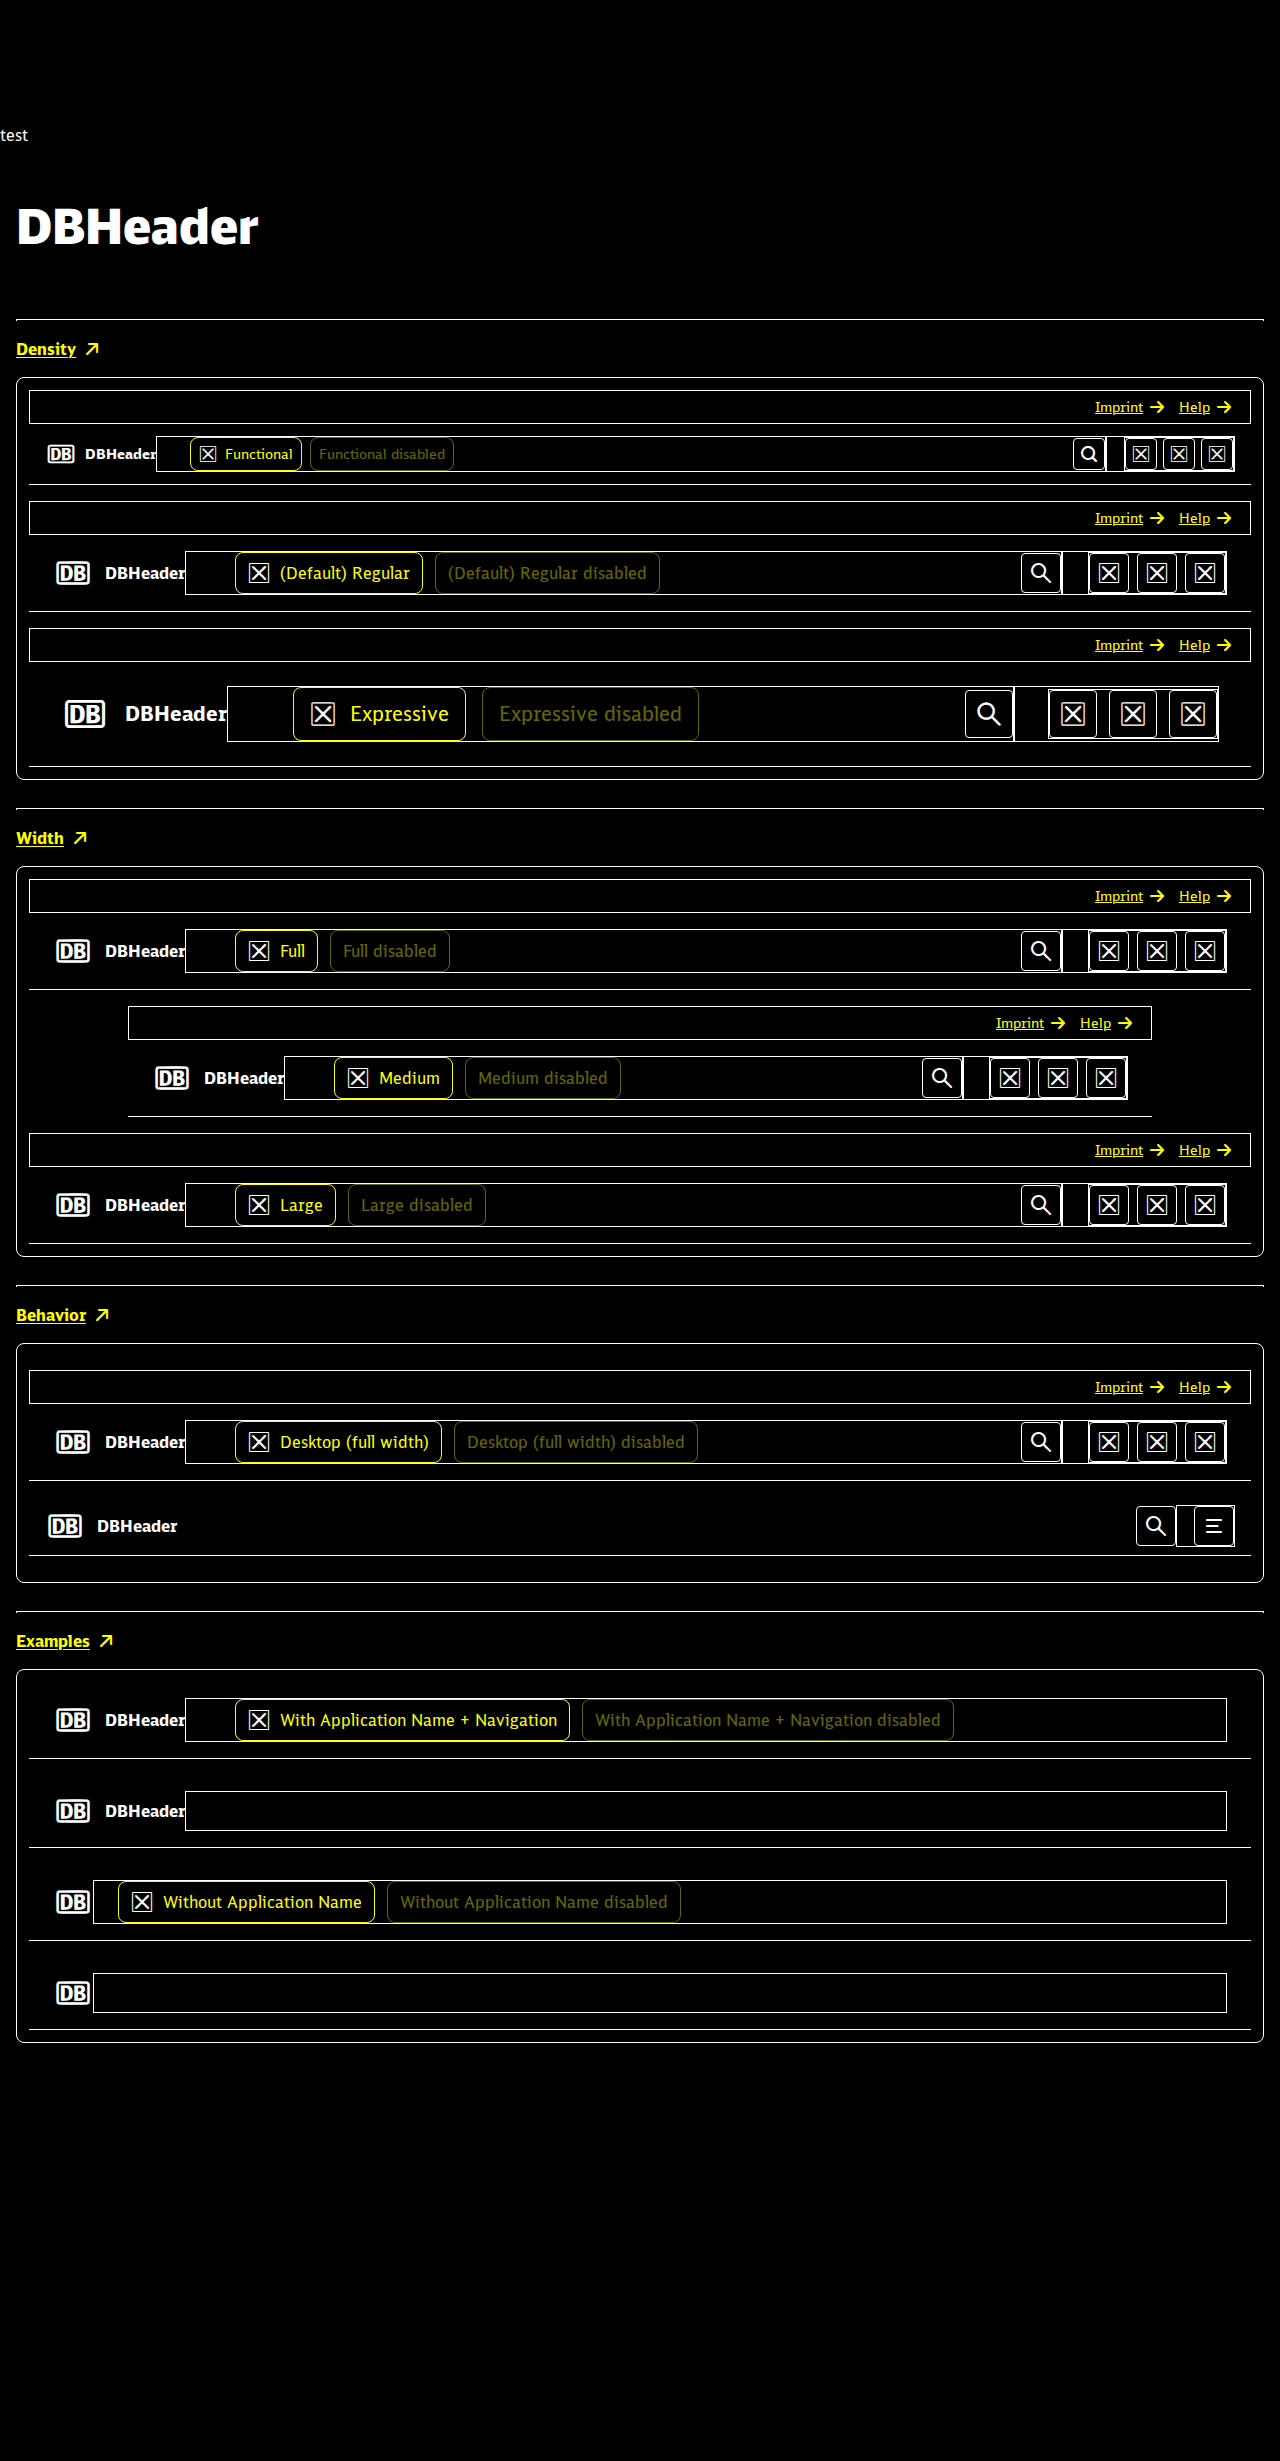 test
DBHeader
Density
Imprint Help
DB DBHeader Functional Functional disabled
Imprint Help
DB DBHeader (Default) Regular (Default) Regular disabled
Imprint Help
DB DBHeader Expressive Expressive disabled
Width
Imprint Help
DB DBHeader Full Full disabled
Imprint Help
DB DBHeader Medium Medium disabled
Imprint Help
DB DBHeader Large Large disabled
Behavior
Imprint Help
DB DBHeader Desktop (full width) Desktop (full width) disabled
DB DBHeader
Examples
DB DBHeader With Application Name + Navigation With Application Name + Navigation disabled
DB DBHeader
DB Without Application Name Without Application Name disabled
DB